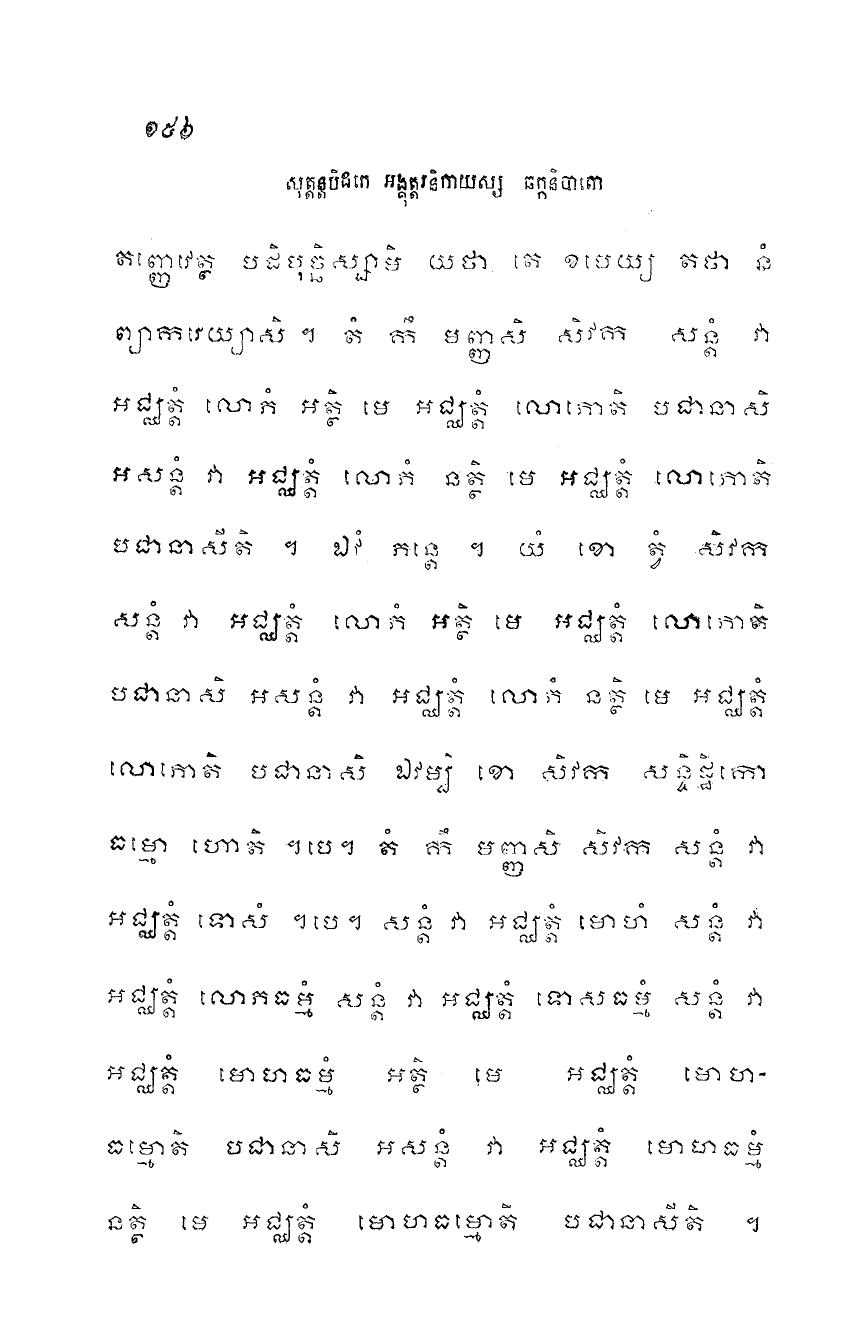 ១៩៦
សុត្តន្តបិដកេ អង្គុត្តរនិកាយស្ស ឆក្កនិបាតោ
តញ្ញេវេត្ថ បដិបុច្ឆិស្សាមិ យថា តេ ខមេយ្យ តថា នំ
ព្យាករេយ្យាសិ ។ តំ កឹ មញ្ញសិ សិវក សន្តំ វា
អជ្ឈត្តំ លោភំ អត្ថិ មេ អជ្ឈត្តំ លោភោតិ បជានាសិ
អសន្តំ វា អជ្ឈត្តំ លោភំ នត្ថិ មេ អជ្ឈត្តំ លោភោតិ
បជានាសីតិ ។ ឯវំ ភន្តេ ។ យំ ខោ ត្វំ សិវក
សន្តំ វា អជ្ឈត្តំ លោភំ អត្ថិ មេ អជ្ឈត្តំ លោភោតិ
បជានាសិ អសន្តំ វា អជ្ឈត្តំ លោភំ នត្ថិ មេ អជ្ឈត្តំ
លោភោតិ បជានាសិ ឯវម្បិ ខោ សិវក សន្ទិដ្ឋិកោ
ធម្មោ ហោតិ ។បេ។ តំ កឹ មញ្ញសិ សិវក សន្តំ វា
អជ្ឈត្តំ ទោសំ ។បេ។ សន្តំ វា អជ្ឈត្តំ មោហំ សន្តំ វា
អជ្ឈត្តំ លោភធម្មំ សន្តំ វា អជ្ឈត្តំ ទោសធម្មំ សន្តំ វា
អជ្ឈត្តំ មោហធម្មំ អត្ថិ មេ អជ្ឈត្តំ មោហ-
ធម្មោតិ បជានាសិ អសន្តំ វា អជ្ឈត្តំ មោហធម្មំ
នត្ថិ មេ អជ្ឈត្តំ មោហធម្មោតិ បជានាសីតិ ។